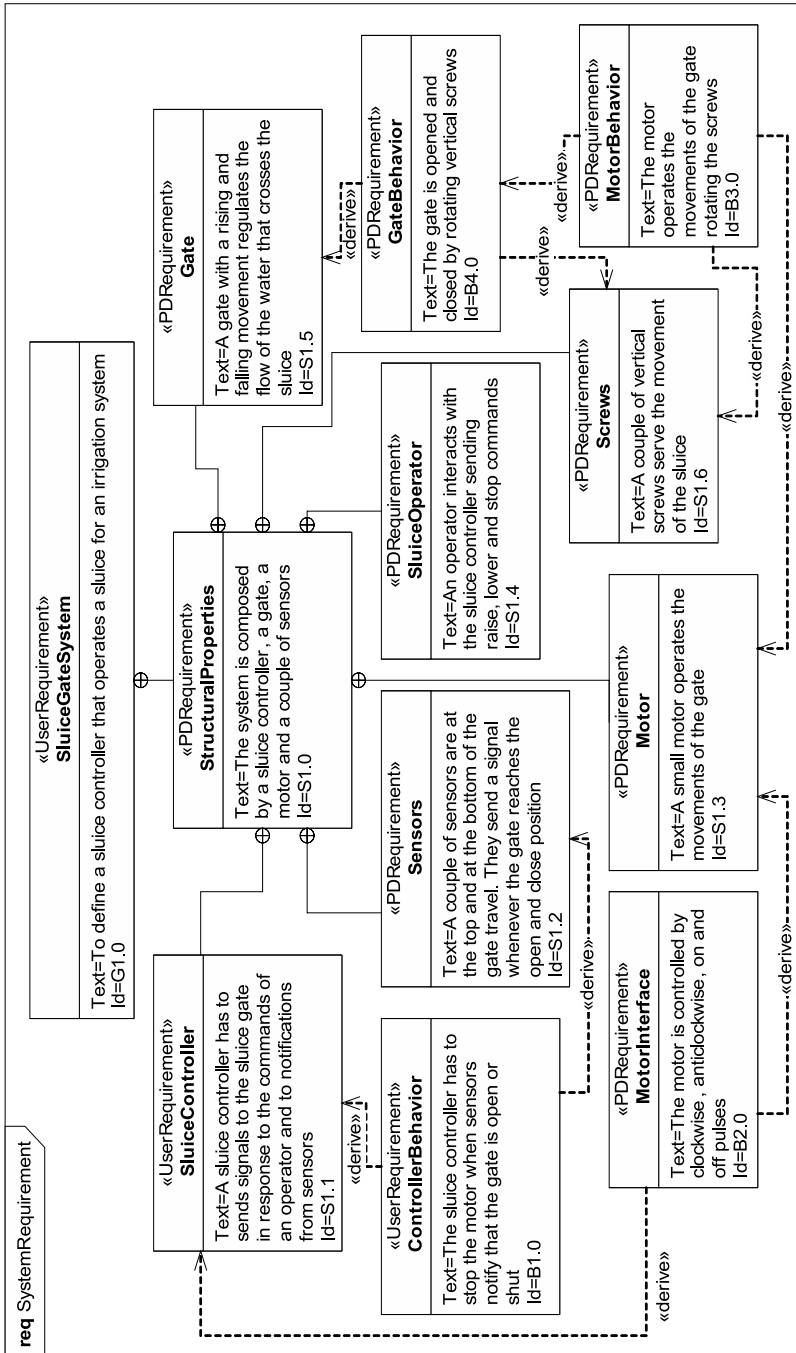 req SystemRequirement
«UserRequirement»
SluiceGateSystem
Text=To define a sluice controller that operates a sluice for an irrigation system
Id=G1.0
«UserRequirement»
SluiceController
Text=A sluice controller has to
sends signals to the sluice gate
in response to the commands of
an operator and to notifications
from sensors
Id=S1.1
«PDRequirement»
StructuralProperties
Text=The system is composed
by a sluice controller, a gate, a
motor and a couple of sensors
Id=S1.0
«PDRequirement»
Gate
Text=A gate with a rising and
falling movement regulates the
flow of the water that crosses the
sluice
Id=S1.5
«derive»
«derive»
«UserRequirement»
ControllerBehavior
Text=The sluice controller has to
stop the motor when sensors
notify that the gate is open or
shut
Id=B1.0
«PDRequirement»
Sensors
Text=A couple of sensors are at
the top and at the bottom of the
gate travel. They send a signal
whenever the gate reaches the
open and close position
Id=S1.2
«PDRequirement»
SluiceOperator
Text=An operator interacts with
the sluice controller sending
raise, lower and stop commands
Id=S1.4
«PDRequirement»
GateBehavior
Text=The gate is opened and
closed by rotating vertical screws
Id=B4.0
«derive»
«derive»
«derive»
«PDRequirement»
MotorInterface
Text=The motor is controlled by
clockwise, anticlockwise, on and
off pulses
Id=B2.0
«PDRequirement»
Motor
Text=A small motor operates the
movements of the gate
Id=S1.3
«PDRequirement»
Screws
Text=A couple of vertical
screws serve the movement
of the sluice
Id=S1.6
«PDRequirement»
MotorBehavior
Text=The motor
operates the
movements of the gate
rotating the screws
Id=B3.0
«derive»
«derive»
«derive»
«derive»